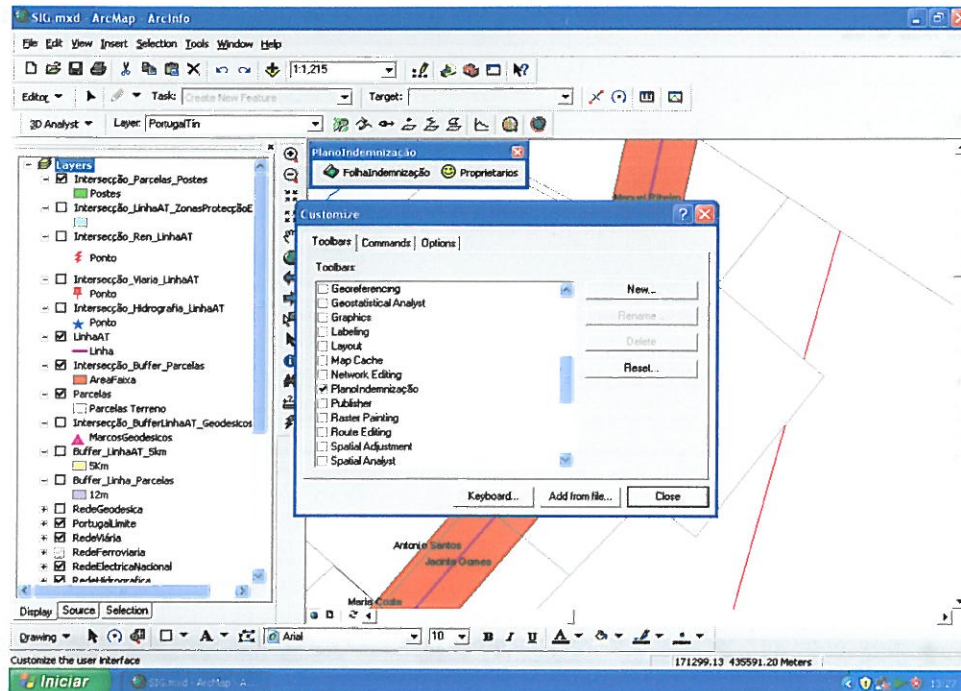 SIG.mxd - ArcMap - ArcInfo
File Edit View Insert Selection Tools Window Help
1:1,215
Editor Task: Create New Feature Target:
3D Analyst Layer: PortugalTin
Layers
Intersecção_Parcelas_Postes
Postes
Intersecção_LinhaAT_ZonasProtecçãoE
Intersecção_Ren_LinhaAT
Ponto
Intersecção_Viaria_LinhaAT
Ponto
Intersecção_Hidrografia_LinhaAT
Ponto
LinhaAT
Linha
Intersecção_Buffer_Parcelas
AreaFaixa
Parcelas
Parcelas Terreno
Intersecção_BufferLinhaAT_Geodesicos
MarcosGeodesicos
Buffer_LinhaAT_5km
5Km
Buffer_Linha_Parcelas
12m
RedeGeodesica
PortugalLimite
RedeViária
RedeFerroviaria
RedeElectricaNacional
RedeHidrografica
Display Source Selection
PlanoIndemnização
FolhaIndemnização Proprietarios
Manuel Ribeiro
Customize
Toolbars Commands Options
Toolbars:
Georeferencing
Geostatistical Analyst
Graphics
Labeling
Layout
Map Cache
Network Editing
PlanoIndemnização
Publisher
Raster Painting
Route Editing
Spatial Adjustment
Spatial Analyst
New...
Rename...
Delete
Reset...
Keyboard... Add from file... Close
Antonio Santos
Jacinta Gomes
Maria Costa
Drawing A Arial 10 B I U A
Customize the user interface
171299.13 435591.20 Meters
Iniciar SIG.mxd - ArcMap - A... 13:27